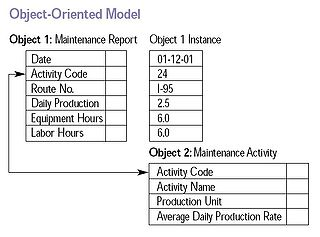 Object-Oriented Model
Object 1: Maintenance Report Object 1 Instance
Date 01-12-01
Activity Code 24
Route No. I-95
Daily Production 2.5
Equipment Hours 6.0
Labor Hours 6.0
Object 2: Maintenance Activity
Activity Code
Activity Name
Production Unit
Average Daily Production Rate